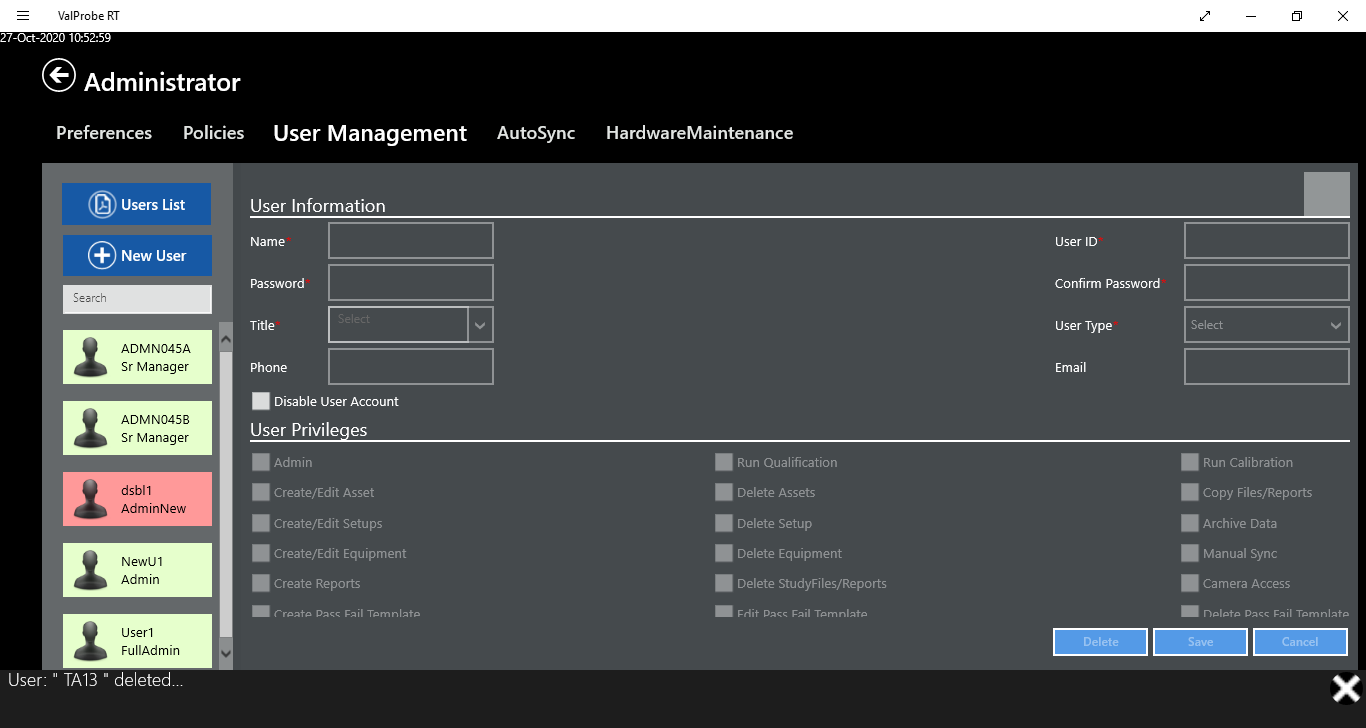 ValProbe RT
27-Oct-2020 10:52:59
Administrator
Preferences Policies User Management AutoSync HardwareMaintenance
Users List
New User
Search
ADMN045A
Sr Manager
ADMN045B
Sr Manager
dsbl1
AdminNew
NewU1
Admin
User1
FullAdmin
User Information
Name* User ID*
Password* Confirm Password*
Title* Select User Type* Select
Phone Email
Disable User Account
User Privileges
Admin Run Qualification Run Calibration
Create/Edit Asset Delete Assets Copy Files/Reports
Create/Edit Setups Delete Setup Archive Data
Create/Edit Equipment Delete Equipment Manual Sync
Create Reports Delete StudyFiles/Reports Camera Access
Create Pass Fail Template Edit Pass Fail Template Delete Pass Fail Template
Delete Save Cancel
User: " TA13 " deleted...